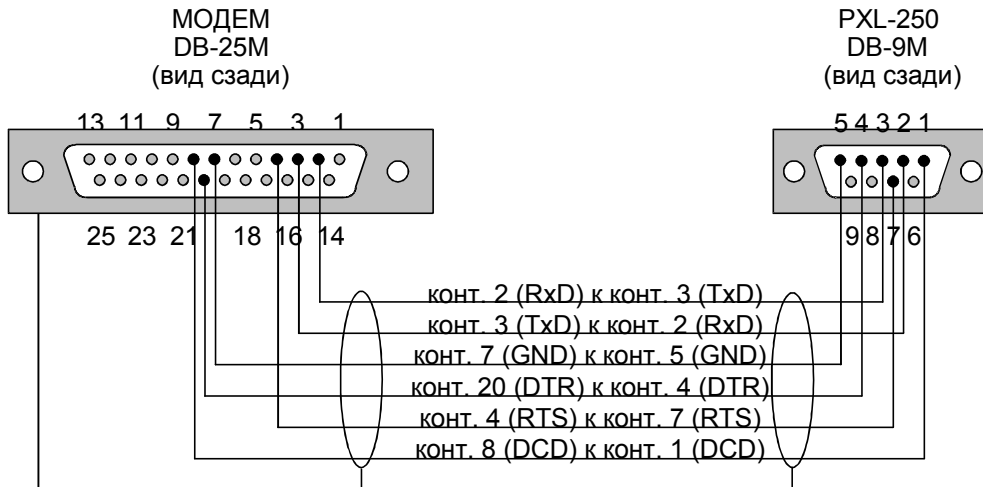 МОДЕМ
DB-25M
(вид сзади)
PXL-250
DB-9M
(вид сзади)
13 11 9 7 5 3 1
5 4 3 2 1
25 23 21 18 16 14
9 8 7 6
конт. 2 (RxD) к конт. 3 (TxD)
конт. 3 (TxD) к конт. 2 (RxD)
конт. 7 (GND) к конт. 5 (GND)
конт. 20 (DTR) к конт. 4 (DTR)
конт. 4 (RTS) к конт. 7 (RTS)
конт. 8 (DCD) к конт. 1 (DCD)